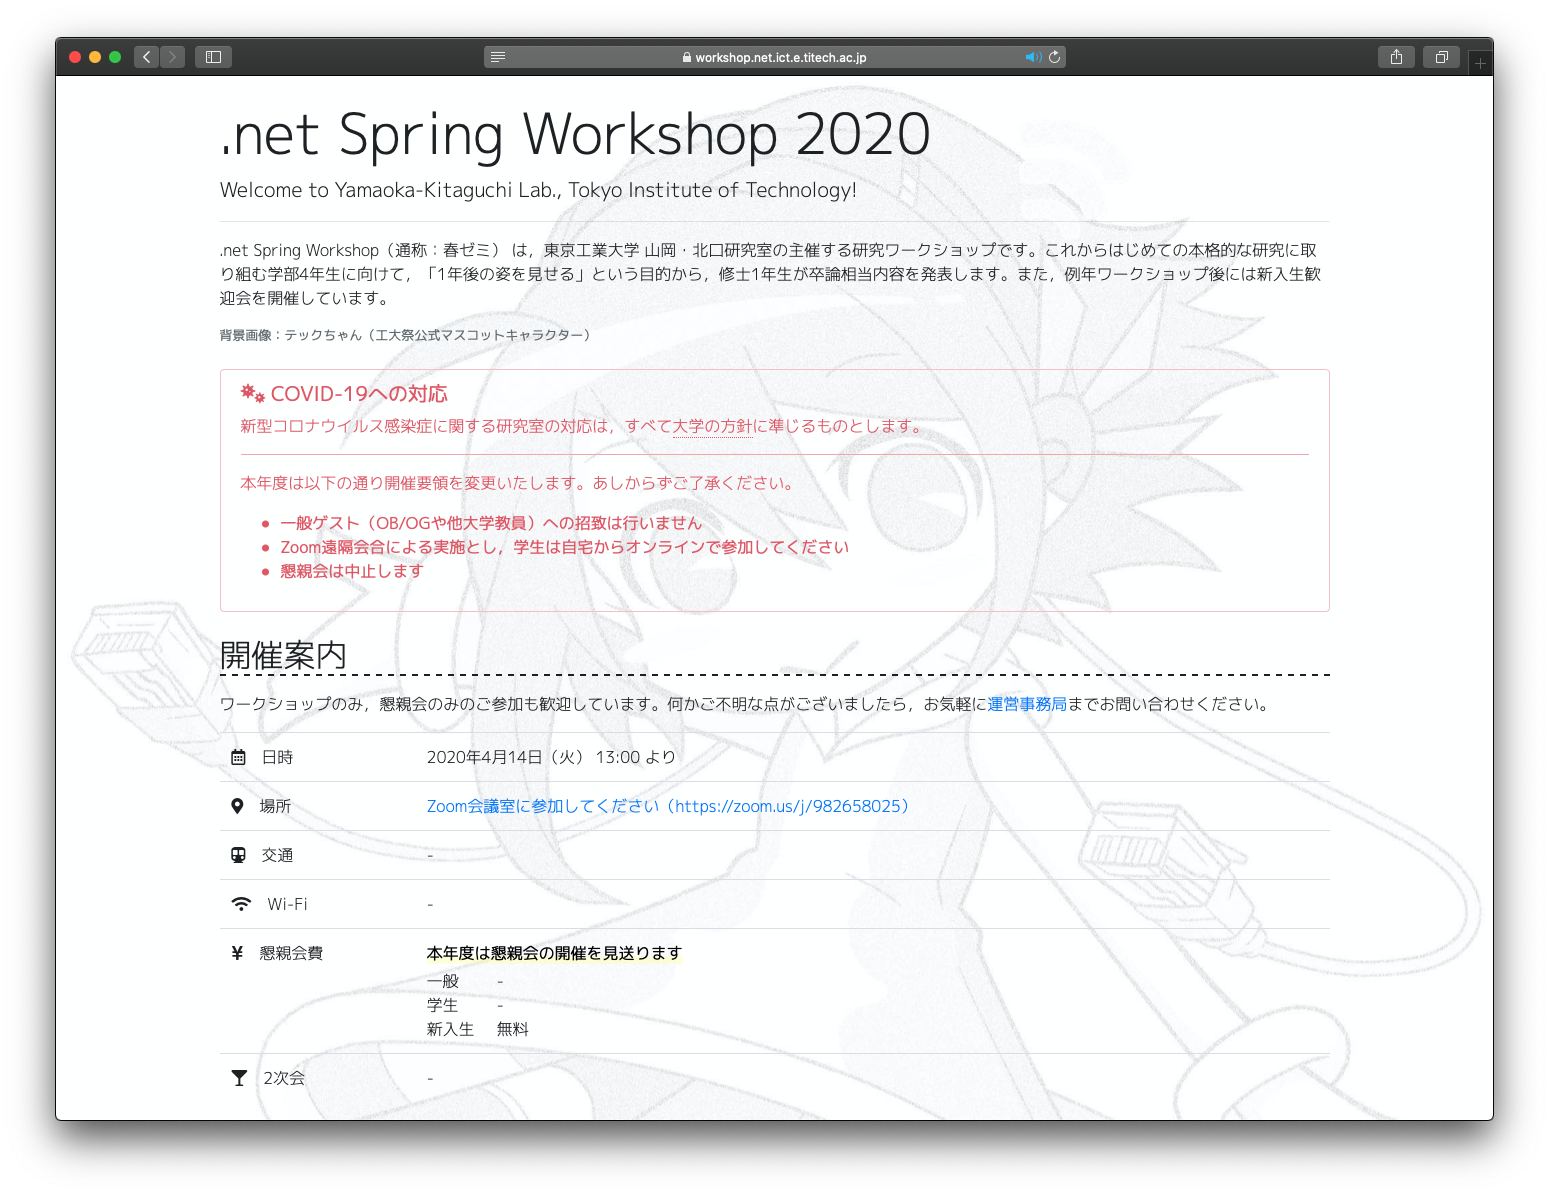 workshop.net.ict.e.titech.ac.jp
.net Spring Workshop 2020
Welcome to Yamaoka-Kitaguchi Lab., Tokyo Institute of Technology!
.net Spring Workshop（通称：春ゼミ） は，東京工業大学 山岡・北口研究室の主催する研究ワークショップです。これからはじめての本格的な研究に取
り組む学部4年生に向けて，「1年後の姿を見せる」という目的から，修士1年生が卒論相当内容を発表します。また，例年ワークショップ後には新入生歓
迎会を開催しています。
背景画像：テックちゃん（工大祭公式マスコットキャラクター）
COVID-19への対応
新型コロナウイルス感染症に関する研究室の対応は，すべて大学の方針に準じるものとします。
本年度は以下の通り開催要領を変更いたします。あしからずご了承ください。
• 一般ゲスト（OB/OGや他大学教員）への招致は行いません
• Zoom遠隔会合による実施とし，学生は自宅からオンラインで参加してください
• 懇親会は中止します
開催案内
ワークショップのみ，懇親会のみのご参加も歓迎しています。何かご不明な点がございましたら，お気軽に運営事務局までお問い合わせください。
日時 2020年4月14日（火） 13:00 より
場所 Zoom会議室に参加してください（https://zoom.us/j/982658025）
交通 -
Wi-Fi -
¥ 懇親会費 本年度は懇親会の開催を見送ります
一般 -
学生 -
新入生 無料
2次会 -